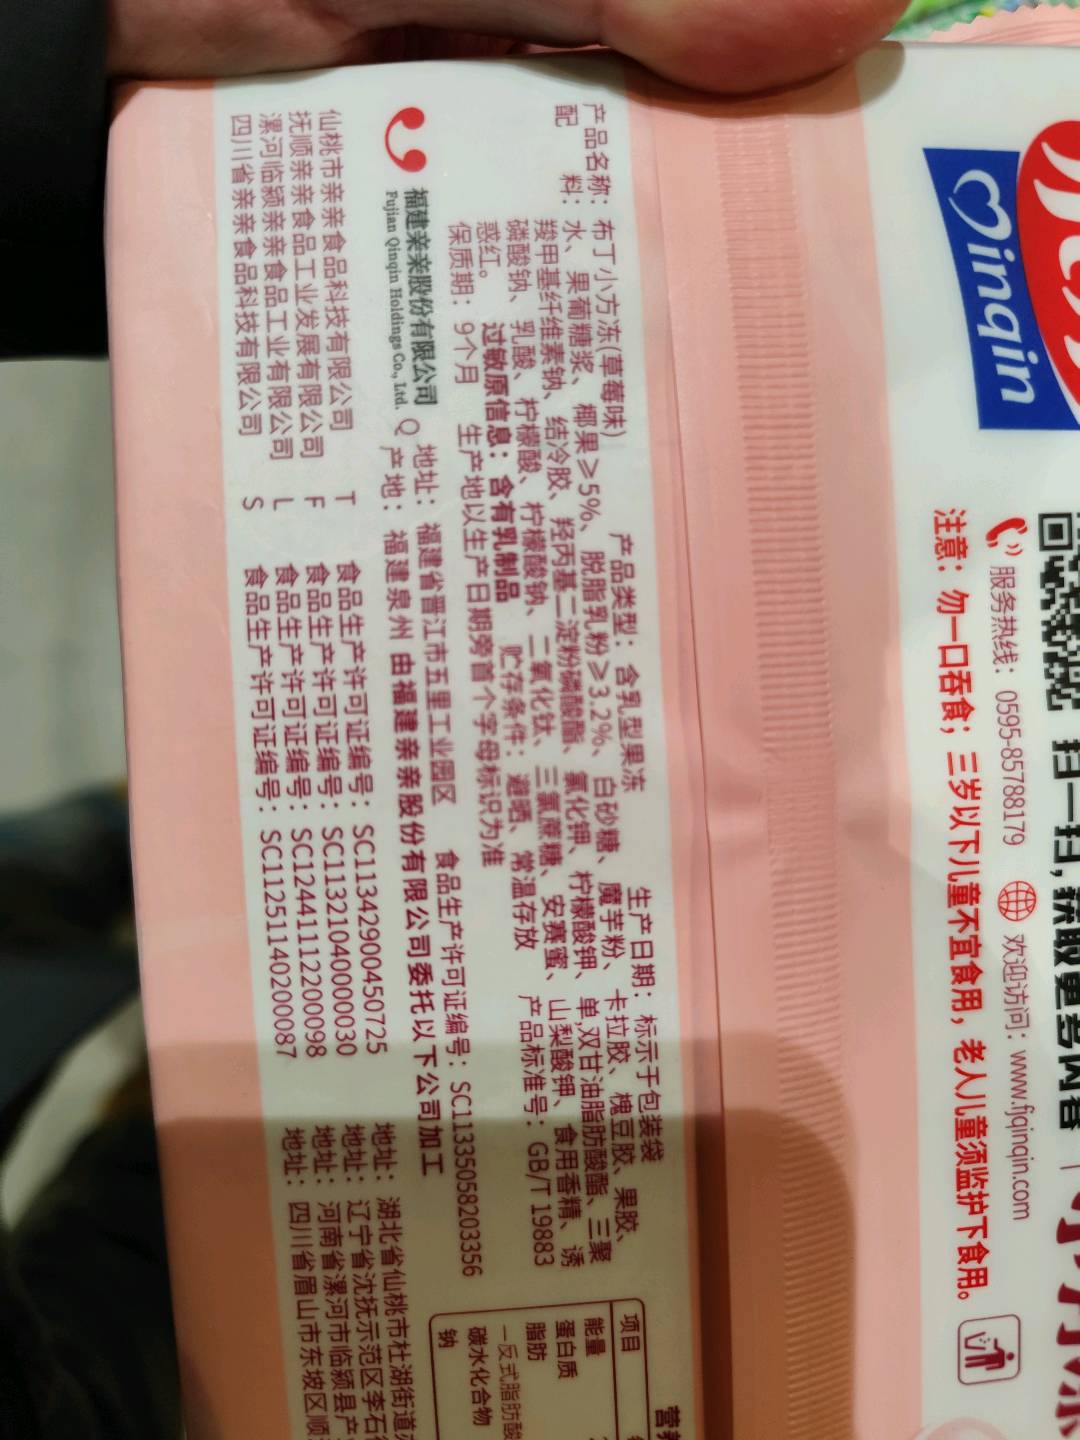 inqin
扫一扫,获取更多内容
服务热线：0595-85788179 欢迎访问：www.fjqinqin.com
注意：勿一口吞食；三岁以下儿童不宜食用，老人儿童须监护下食用。
产品名称：布丁小方冻(草莓味) 产品类型：含乳型果冻 生产日期：标示于包装袋
配 料：水、果葡糖浆、椰果≥5%、脱脂乳粉≥3.2%、白砂糖、魔芋粉、卡拉胶、槐豆胶、果胶、
羧甲基纤维素钠、结冷胶、羟丙基二淀粉磷酸酯、氯化钾、柠檬酸钾、单,双甘油脂肪酸酯、三聚
磷酸钠、乳酸、柠檬酸、柠檬酸钠、二氧化钛、三氯蔗糖、安赛蜜、山梨酸钾、食用香精、诱
惑红。 过敏原信息：含有乳制品 贮存条件：避晒、常温存放 产品标准号：GB/T 19883
保质期：9个月 生产地以生产日期旁首个字母标识为准
福建亲亲股份有限公司 地址：福建省晋江市五里工业园区 食品生产许可证编号：SC11335058203356
Fujian Qinqin Holdings Co., Ltd. Q 产地：福建泉州 由福建亲亲股份有限公司委托以下公司加工
仙桃市亲亲食品科技有限公司 T 食品生产许可证编号：SC11342900450725 地址：湖北省仙桃市杜湖街道
抚顺亲亲食品工业发展有限公司 F 食品生产许可证编号：SC11321040000030 地址：辽宁省沈抚示范区李石
漯河临颍亲亲食品工业有限公司 L 食品生产许可证编号：SC12441112200098 地址：河南省漯河市临颍县产
四川省亲亲食品科技有限公司 S 食品生产许可证编号：SC11251140200087 地址：四川省眉山市东坡区顺
营养
项目
能量
蛋白质
脂肪
—反式脂肪酸
碳水化合物
钠